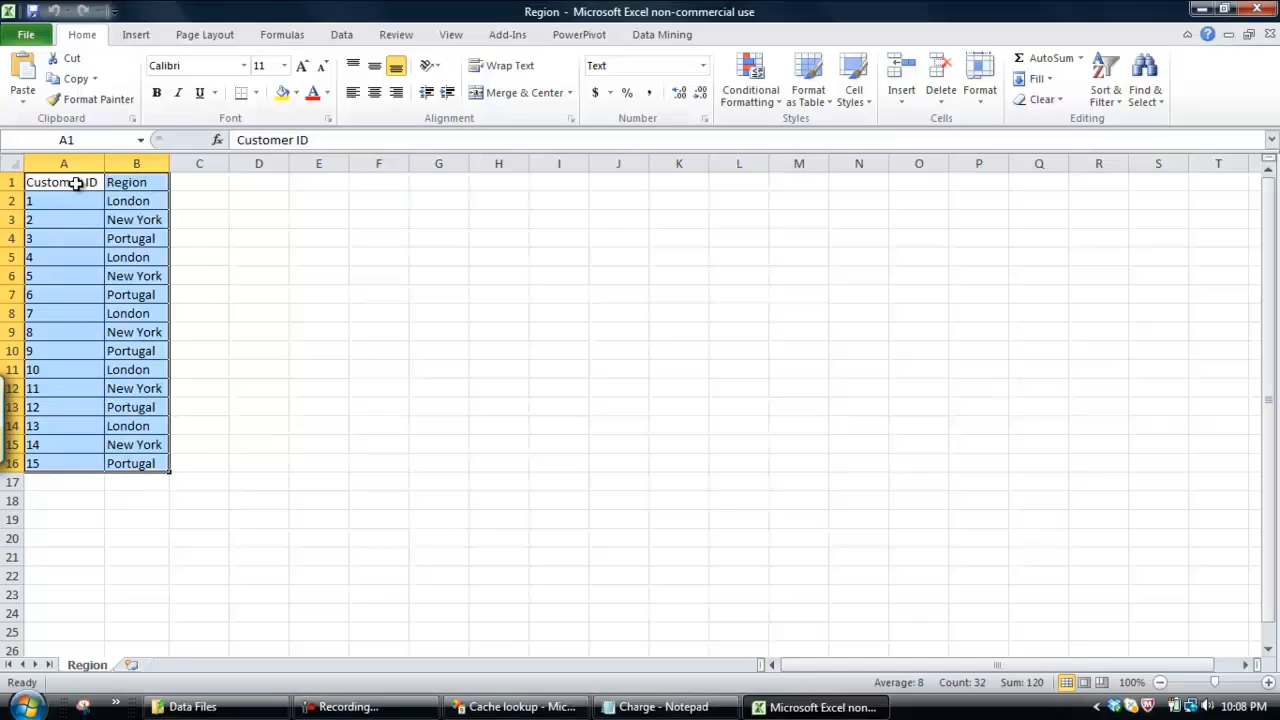 Region - Microsoft Excel non-commercial use
File Home Insert Page Layout Formulas Data Review View Add-Ins PowerPivot Data Mining
Paste
Cut
Copy
Format Painter
Clipboard
Calibri 11
B I U A
Font
Wrap Text
Merge & Center
Alignment
Text
$ % ,
Number
Conditional Formatting
Format as Table
Cell Styles
Styles
Insert Delete Format
Cells
AutoSum
Fill
Clear
Sort & Filter
Find & Select
Editing
A1 fx Customer ID
A B C D E F G H I J K L M N O P Q R S T
1 ID Region
2 1 London
3 2 New York
4 3 Portugal
5 4 London
6 5 New York
7 6 Portugal
8 7 London
9 8 New York
10 9 Portugal
11 10 London
12 11 New York
13 12 Portugal
14 13 London
15 14 New York
16 15 Portugal
17
18
19
20
21
22
23
24
25
26
Region
Ready Average: 8 Count: 32 Sum: 120 100%
Data Files Recording... Cache lookup - Mic... Charge - Notepad Microsoft Excel non... 10:08 PM